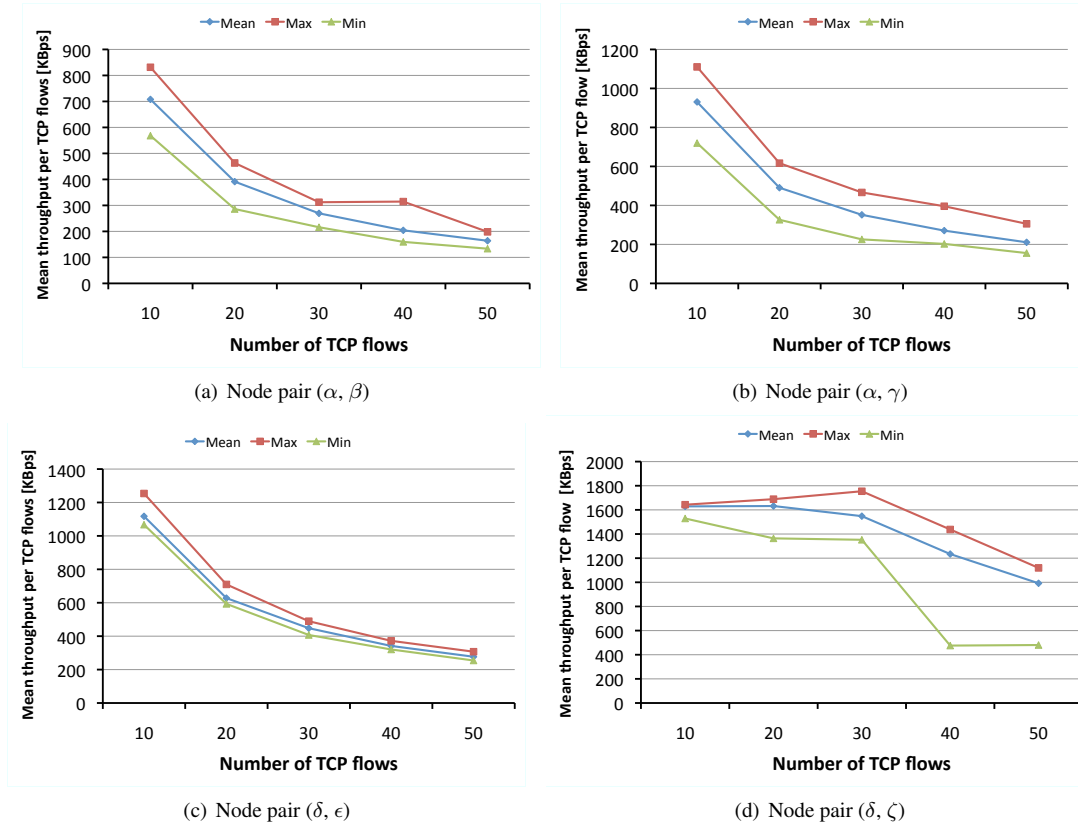 Mean Max Min
Mean throughput per TCP flows [KBps]
900
800
700
600
500
400
300
200
100
0
10 20 30 40 50
Number of TCP flows
(a) Node pair (α, β)
Mean Max Min
Mean throughput per TCP flow [KBps]
1200
1000
800
600
400
200
0
10 20 30 40 50
Number of TCP flows
(b) Node pair (α, γ)
Mean Max Min
Mean throughput per TCP flows [KBps]
1400
1200
1000
800
600
400
200
0
10 20 30 40 50
Number of TCP flows
(c) Node pair (δ, ϵ)
Mean Max Min
Mean throughput per TCP flow [KBps]
2000
1800
1600
1400
1200
1000
800
600
400
200
0
10 20 30 40 50
Number of TCP flows
(d) Node pair (δ, ζ)